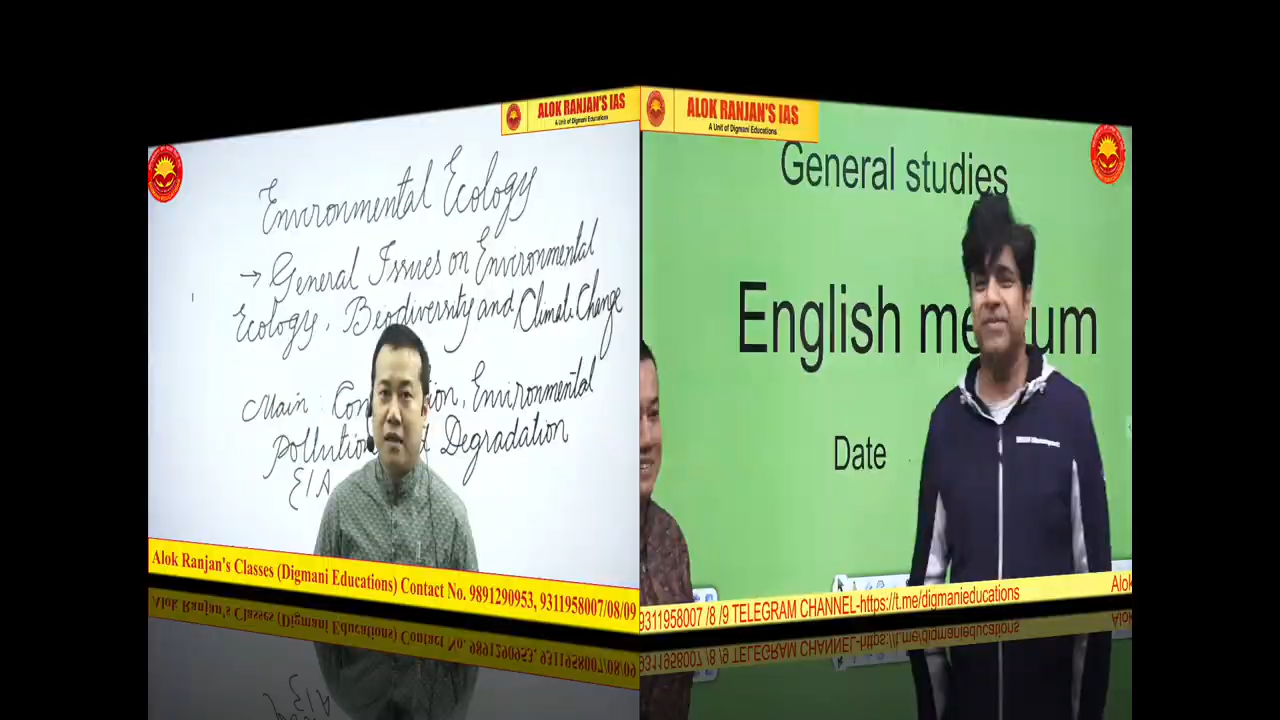 ALOK RANJAN'S IAS
A Unit of Digmani Educations
Environmental Ecology
→ General Issues on Environmental
Ecology, Biodiversity and Climate Change
Main : Environmental
Pollution Degradation
EIA
Alok Ranjan's Classes (Digmani Educations) Contact No. 9891290953, 9311958007/08/09
ALOK RANJAN'S IAS
A Unit of Digmani Educations
General studies
English me um
Date
9311958007 /8 /9 TELEGRAM CHANNEL-https://t.me/digmanieducations
Alok